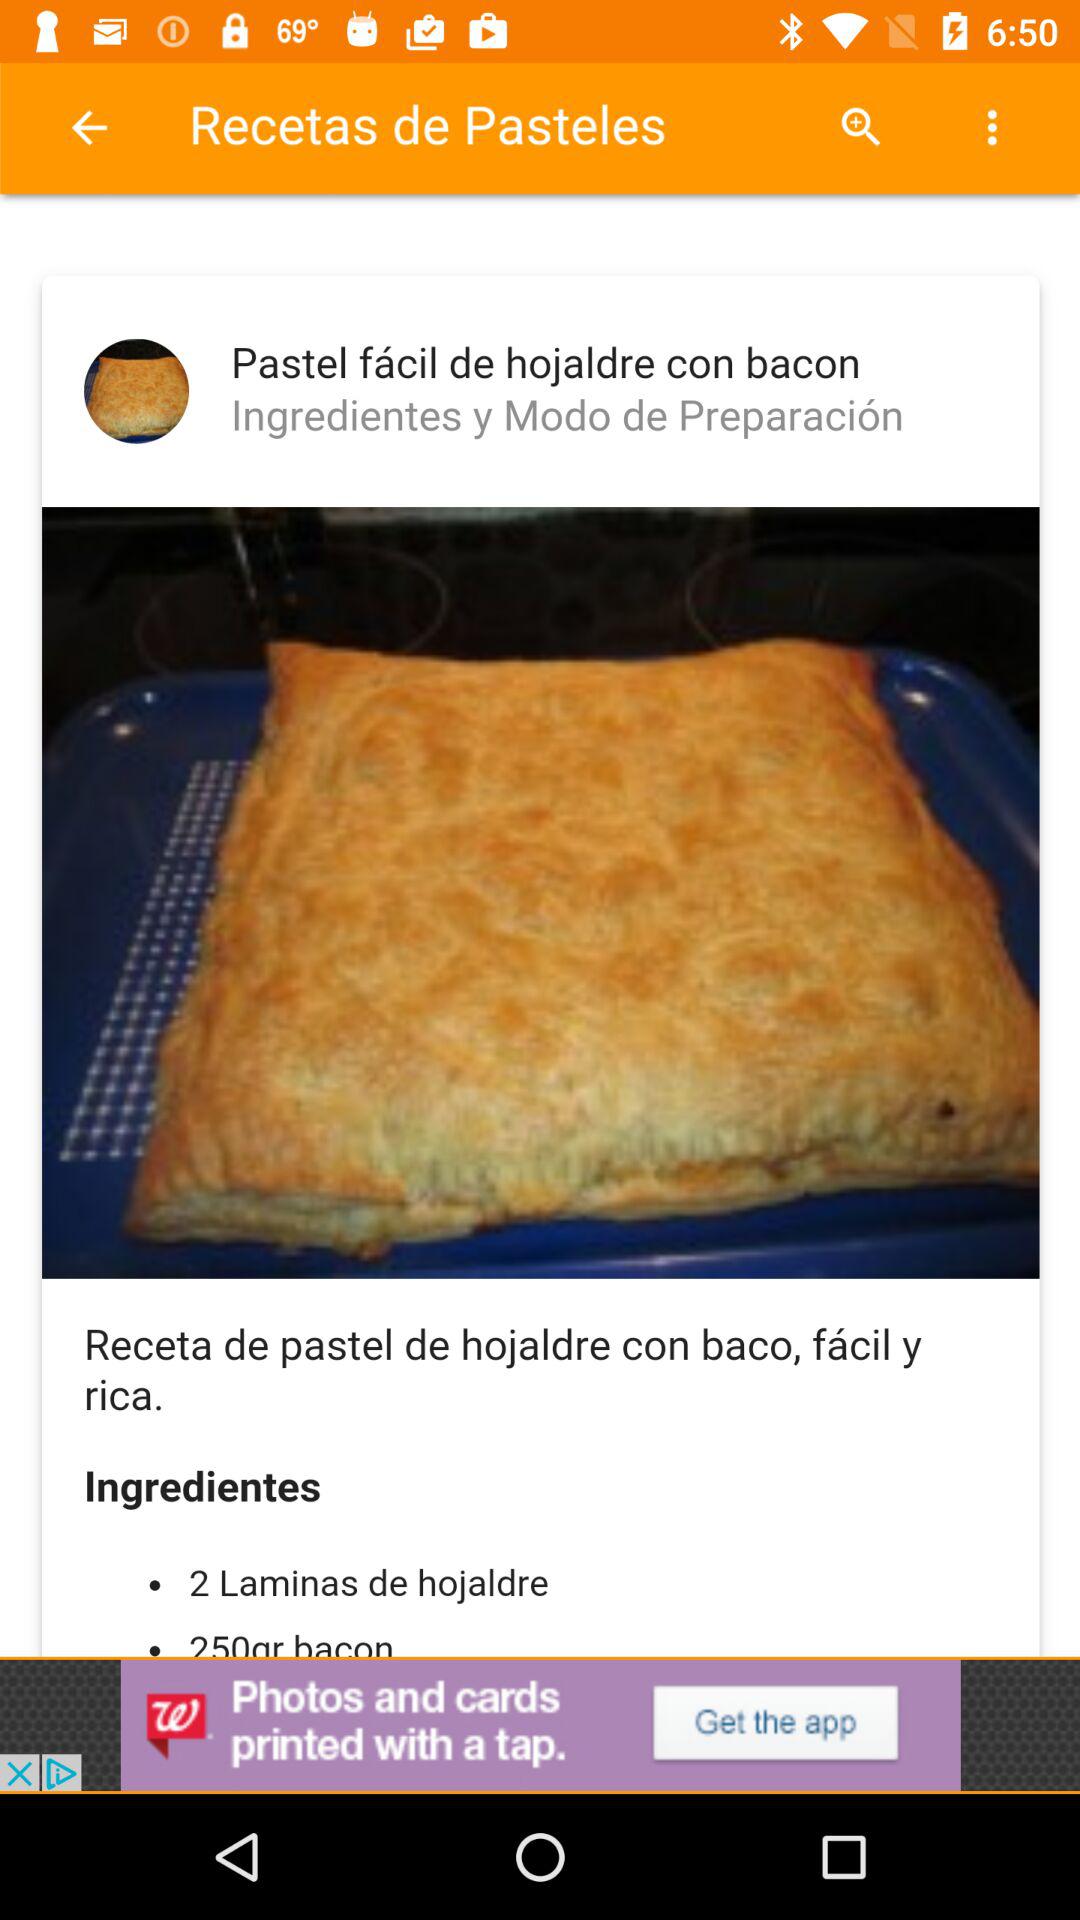 69° 6:50
Recetas de Pasteles
Pastel fácil de hojaldre con bacon
Ingredientes y Modo de Preparación
Receta de pastel de hojaldre con baco, fácil y
rica.
Ingredientes
• 2 Laminas de hojaldre
• 250gr bacon
W Photos and cards
printed with a tap.
Get the app